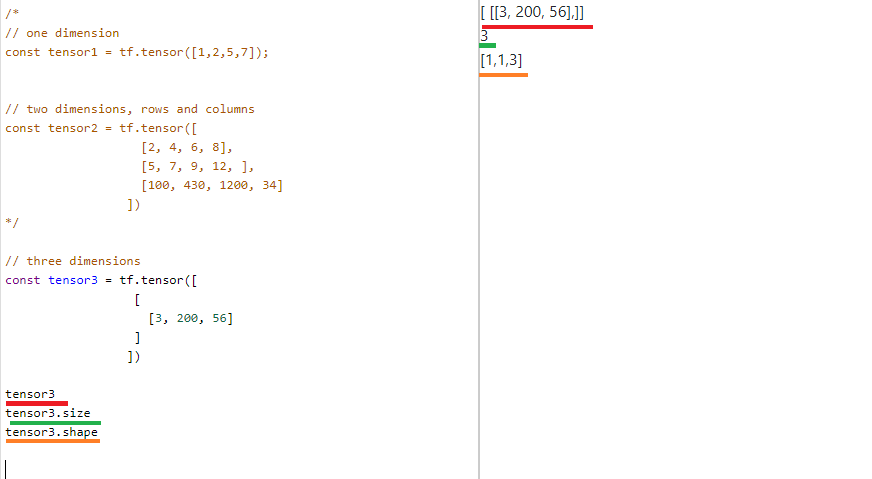 /*
// one dimension
const tensor1 = tf.tensor([1,2,5,7]);
// two dimensions, rows and columns
const tensor2 = tf.tensor([
[2, 4, 6, 8],
[5, 7, 9, 12, ],
[100, 430, 1200, 34]
])
*/
// three dimensions
const tensor3 = tf.tensor([
[
[3, 200, 56]
]
])
tensor3
tensor3.size
tensor3.shape
[ [[3, 200, 56],]]
3
[1,1,3]